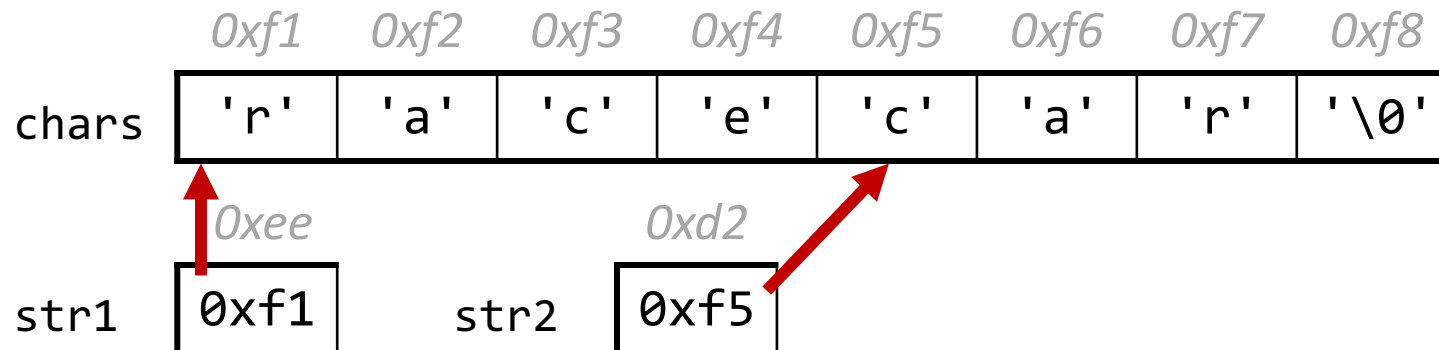 0xf1 0xf2 0xf3 0xf4 0xf5 0xf6 0xf7 0xf8
chars 'r' 'a' 'c' 'e' 'c' 'a' 'r' '\0'
0xee 0xd2
str1 0xf1 str2 0xf5